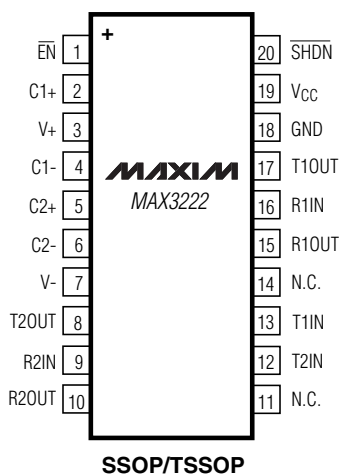 +
EN 1
C1+ 2
V+ 3
C1- 4
C2+ 5
C2- 6
V- 7
T2OUT 8
R2IN 9
R2OUT 10
MAXIM
MAX3222
20 SHDN
19 VCC
18 GND
17 T1OUT
16 R1IN
15 R1OUT
14 N.C.
13 T1IN
12 T2IN
11 N.C.
SSOP/TSSOP